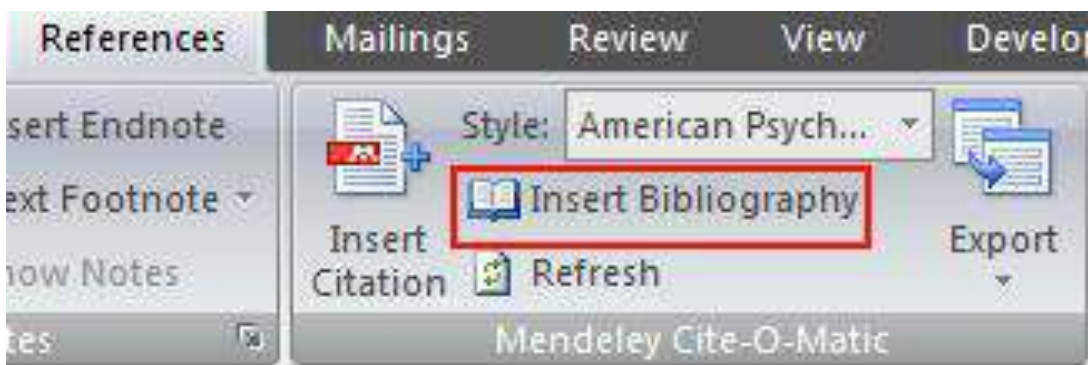 References Mailings Review View Develop
sert Endnote
ext Footnote
how Notes
tes
Style: American Psych...
Insert Bibliography
Refresh
Insert
Citation
Export
Mendeley Cite-O-Matic